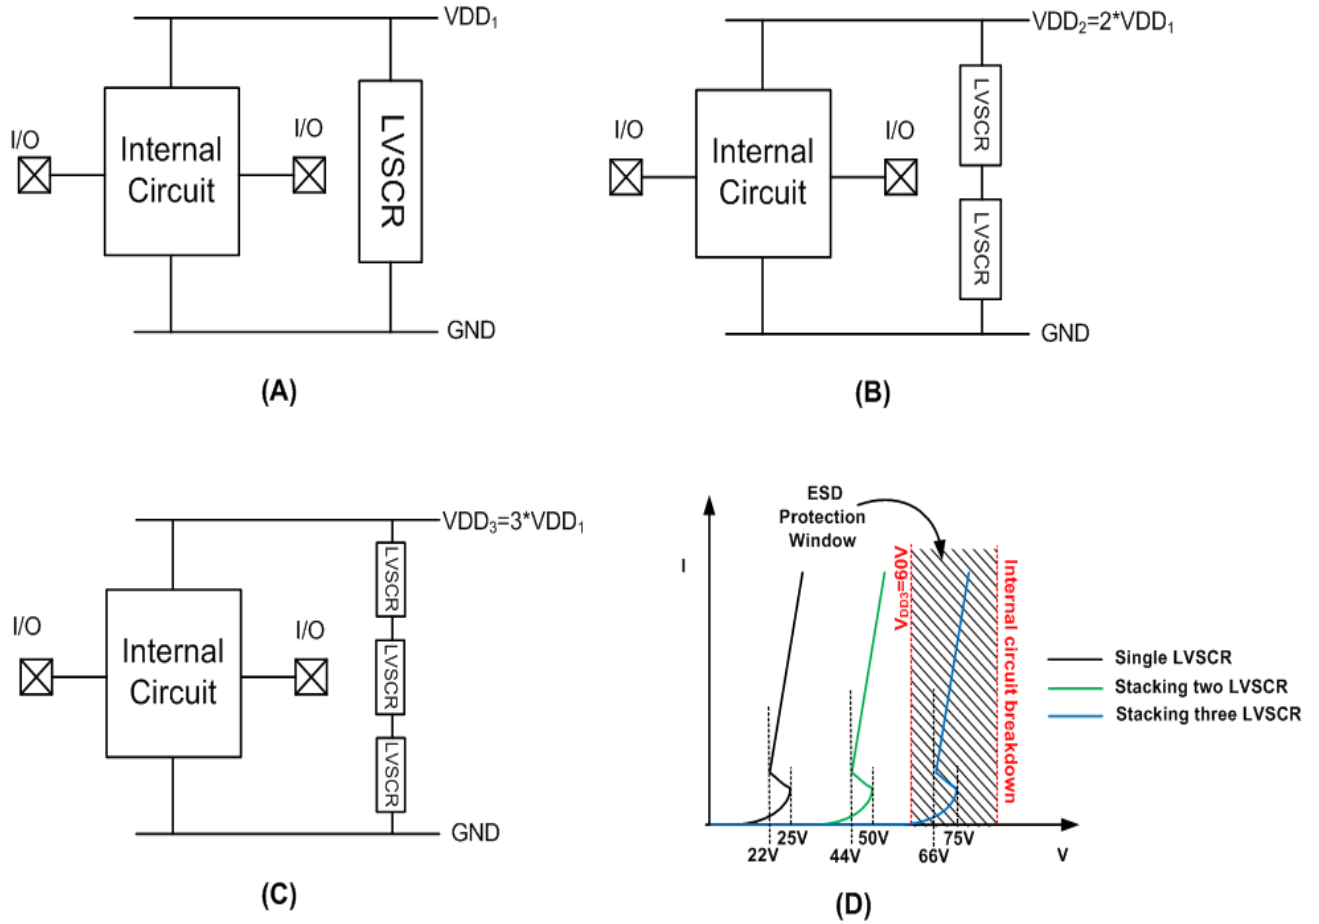 VDD₁
I/O
Internal
Circuit
I/O
LVSCR
GND
(A)
VDD₂=2*VDD₁
I/O
Internal
Circuit
I/O
LVSCR
LVSCR
GND
(B)
VDD₃=3*VDD₁
I/O
Internal
Circuit
I/O
LVSCR
LVSCR
LVSCR
GND
(C)
ESD
Protection
Window
I
V_DD3=60V
Internal circuit breakdown
Single LVSCR
Stacking two LVSCR
Stacking three LVSCR
25V
50V
75V
22V
44V
66V
V
(D)